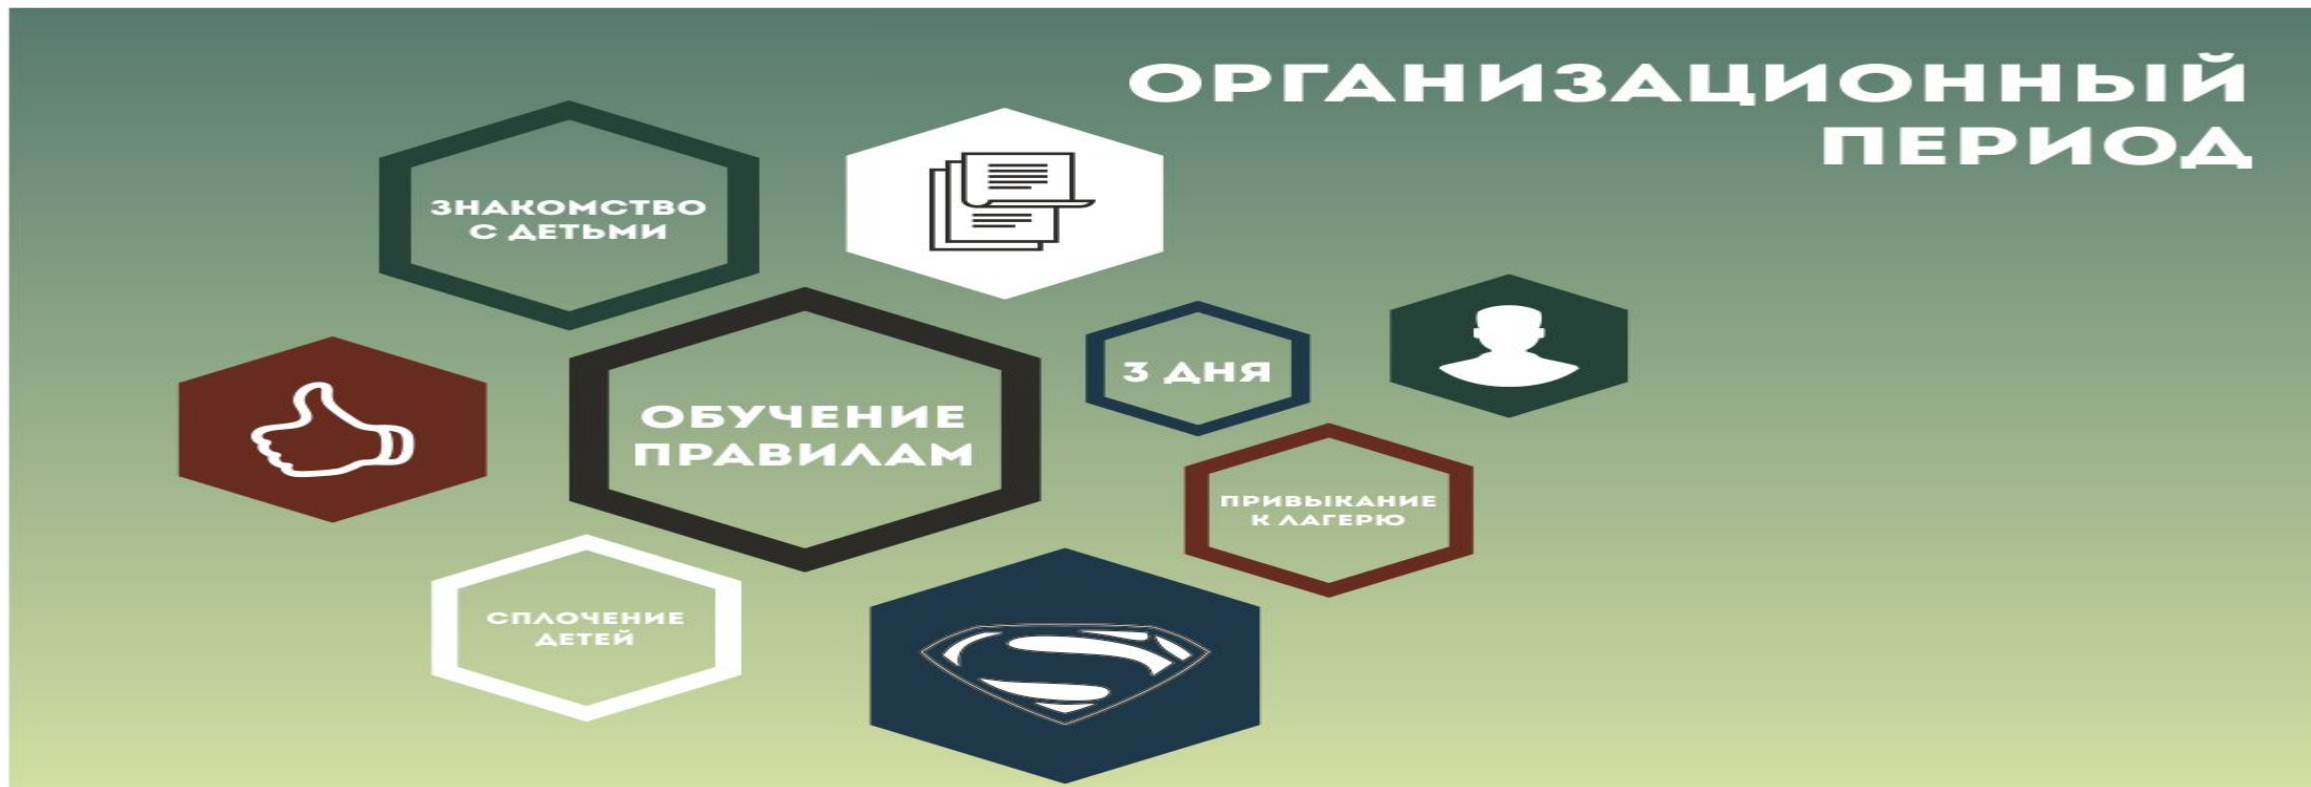 ОРГАНИЗАЦИОННЫЙ
ПЕРИОД
ЗНАКОМСТВО
С ДЕТЬМИ
3 ДНЯ
ОБУЧЕНИЕ
ПРАВИЛАМ
ПРИВЫКАНИЕ
К ЛАГЕРЮ
СПЛОЧЕНИЕ
ДЕТЕЙ